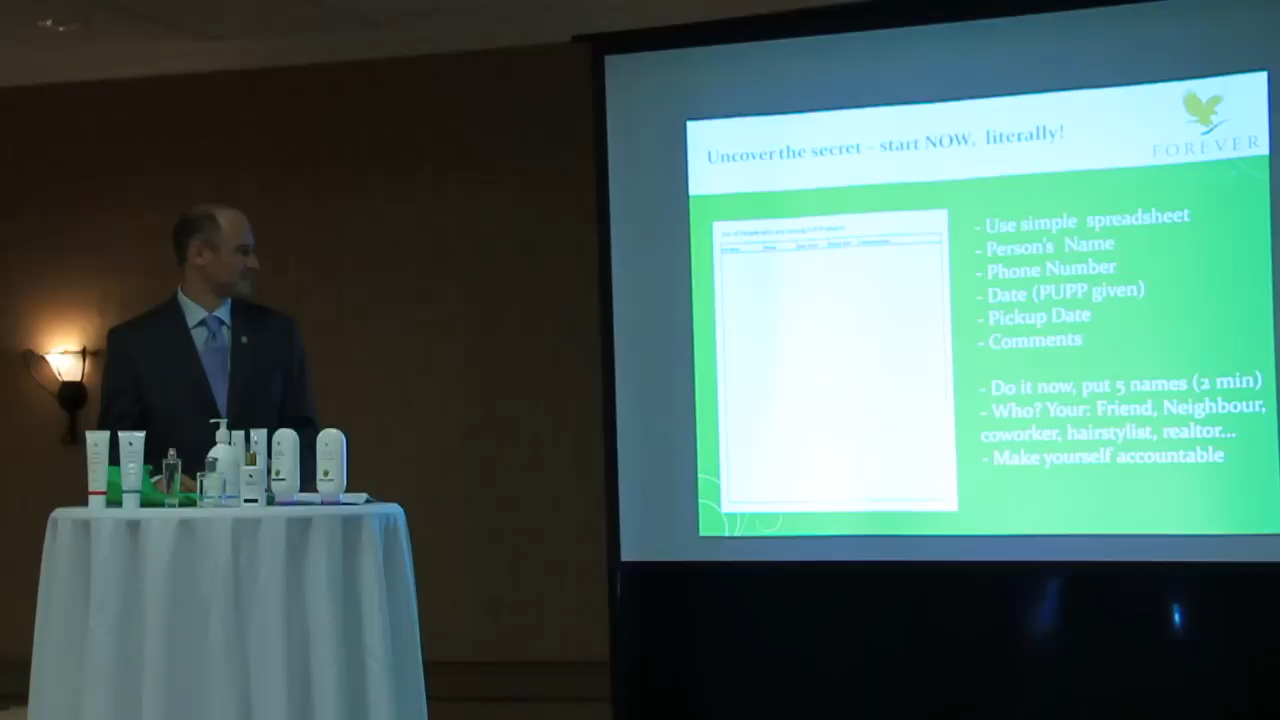 Uncover the secret – start NOW, literally!
FOREVER
- Use simple spreadsheet
- Person's Name
- Phone Number
- Date (PUPP given)
- Pickup Date
- Comments
- Do it now, put 5 names (2 min)
- Who? Your: Friend, Neighbour,
coworker, hairstylist, realtor...
- Make yourself accountable